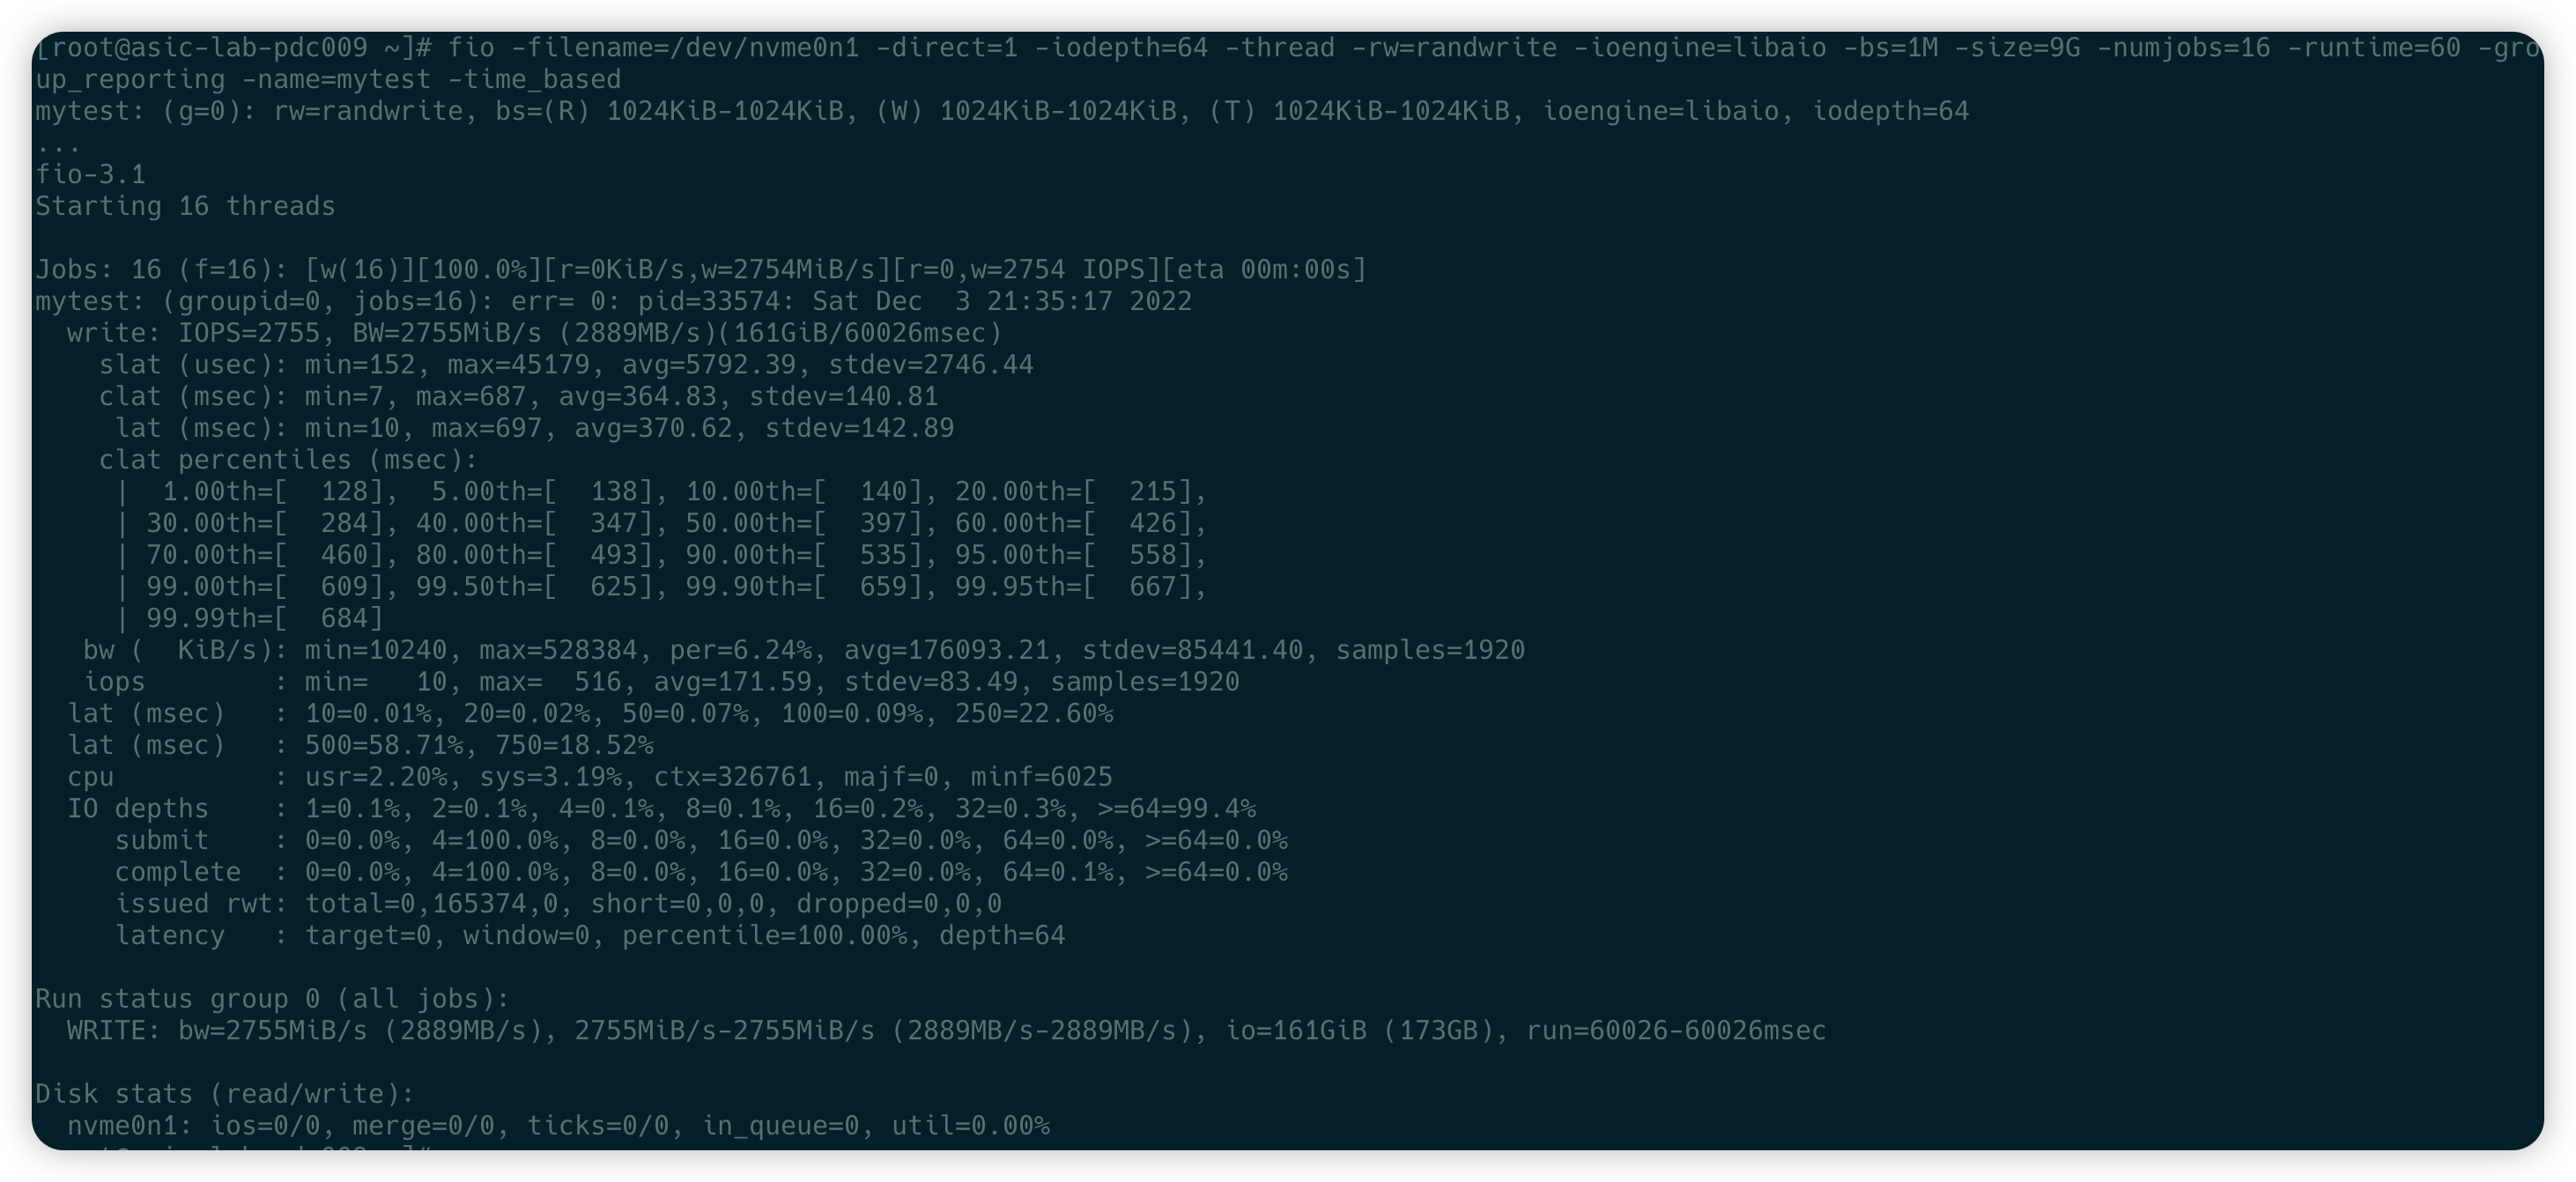 [root@asic-lab-pdc009 ~]# fio -filename=/dev/nvme0n1 -direct=1 -iodepth=64 -thread -rw=randwrite -ioengine=libaio -bs=1M -size=9G -numjobs=16 -runtime=60 -gro
up_reporting -name=mytest -time_based
mytest: (g=0): rw=randwrite, bs=(R) 1024KiB-1024KiB, (W) 1024KiB-1024KiB, (T) 1024KiB-1024KiB, ioengine=libaio, iodepth=64
...
fio-3.1
Starting 16 threads

Jobs: 16 (f=16): [w(16)][100.0%][r=0KiB/s,w=2754MiB/s][r=0,w=2754 IOPS][eta 00m:00s]
mytest: (groupid=0, jobs=16): err= 0: pid=33574: Sat Dec  3 21:35:17 2022
  write: IOPS=2755, BW=2755MiB/s (2889MB/s)(161GiB/60026msec)
    slat (usec): min=152, max=45179, avg=5792.39, stdev=2746.44
    clat (msec): min=7, max=687, avg=364.83, stdev=140.81
     lat (msec): min=10, max=697, avg=370.62, stdev=142.89
    clat percentiles (msec):
     |  1.00th=[  128],  5.00th=[  138], 10.00th=[  140], 20.00th=[  215],
     | 30.00th=[  284], 40.00th=[  347], 50.00th=[  397], 60.00th=[  426],
     | 70.00th=[  460], 80.00th=[  493], 90.00th=[  535], 95.00th=[  558],
     | 99.00th=[  609], 99.50th=[  625], 99.90th=[  659], 99.95th=[  667],
     | 99.99th=[  684]
   bw (  KiB/s): min=10240, max=528384, per=6.24%, avg=176093.21, stdev=85441.40, samples=1920
   iops        : min=   10, max=  516, avg=171.59, stdev=83.49, samples=1920
  lat (msec)   : 10=0.01%, 20=0.02%, 50=0.07%, 100=0.09%, 250=22.60%
  lat (msec)   : 500=58.71%, 750=18.52%
  cpu          : usr=2.20%, sys=3.19%, ctx=326761, majf=0, minf=6025
  IO depths    : 1=0.1%, 2=0.1%, 4=0.1%, 8=0.1%, 16=0.2%, 32=0.3%, >=64=99.4%
     submit    : 0=0.0%, 4=100.0%, 8=0.0%, 16=0.0%, 32=0.0%, 64=0.0%, >=64=0.0%
     complete  : 0=0.0%, 4=100.0%, 8=0.0%, 16=0.0%, 32=0.0%, 64=0.1%, >=64=0.0%
     issued rwt: total=0,165374,0, short=0,0,0, dropped=0,0,0
     latency   : target=0, window=0, percentile=100.00%, depth=64

Run status group 0 (all jobs):
  WRITE: bw=2755MiB/s (2889MB/s), 2755MiB/s-2755MiB/s (2889MB/s-2889MB/s), io=161GiB (173GB), run=60026-60026msec

Disk stats (read/write):
  nvme0n1: ios=0/0, merge=0/0, ticks=0/0, in_queue=0, util=0.00%